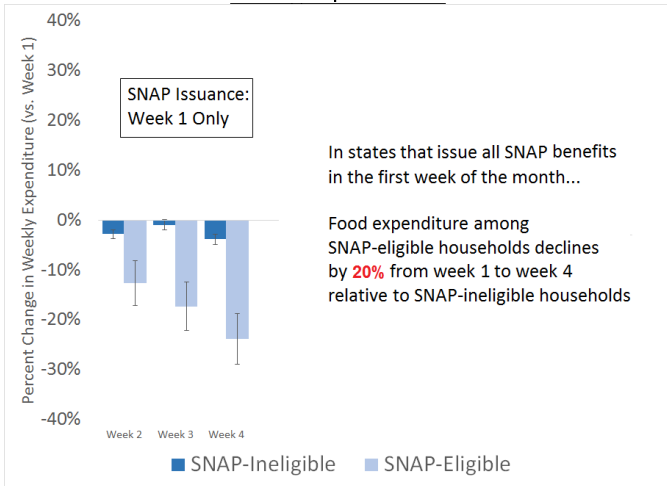 40%
30%
20%
10%
0%
-10%
-20%
-30%
-40%
Percent Change in Weekly Expenditure (vs. Week 1)
SNAP Issuance:
Week 1 Only
Week 2 Week 3 Week 4
SNAP-Ineligible SNAP-Eligible
In states that issue all SNAP benefits
in the first week of the month...
Food expenditure among
SNAP-eligible households declines
by 20% from week 1 to week 4
relative to SNAP-ineligible households